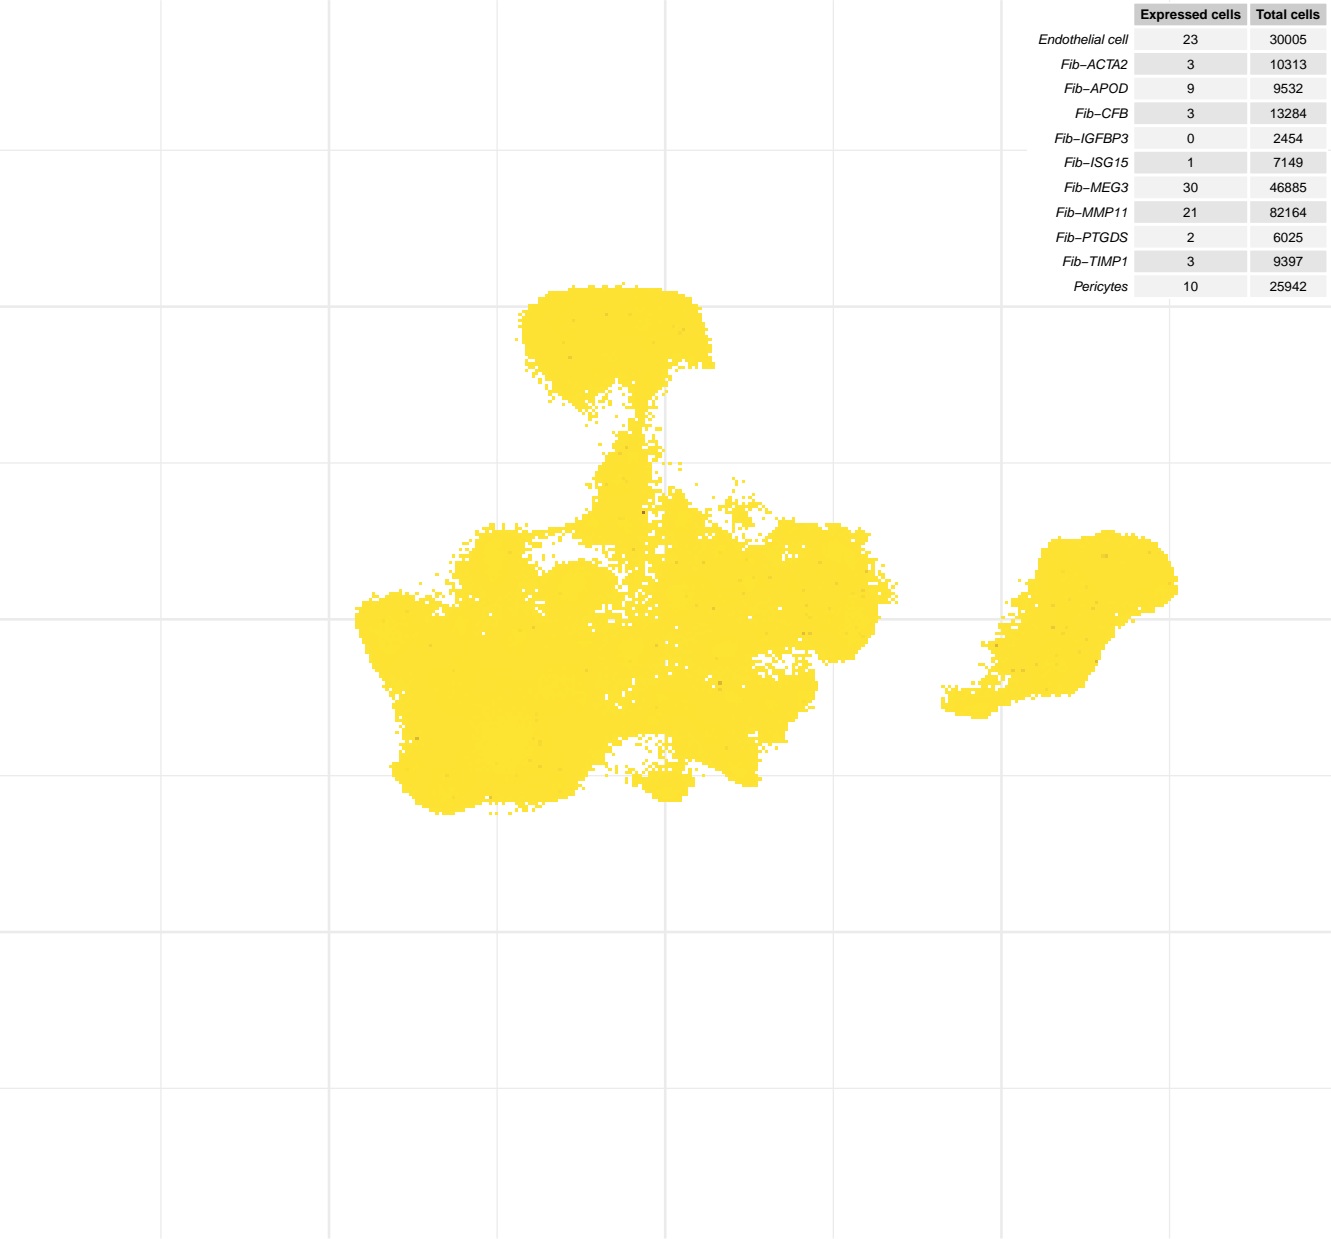 Expressed cells Total cells
Endothelial cell 23 30005
Fib−ACTA2 3 10313
Fib−APOD 9 9532
Fib−CFB 3 13284
Fib−IGFBP3 0 2454
Fib−ISG15 1 7149
Fib−MEG3 30 46885
Fib−MMP11 21 82164
Fib−PTGDS 2 6025
Fib−TIMP1 3 9397
Pericytes 10 25942